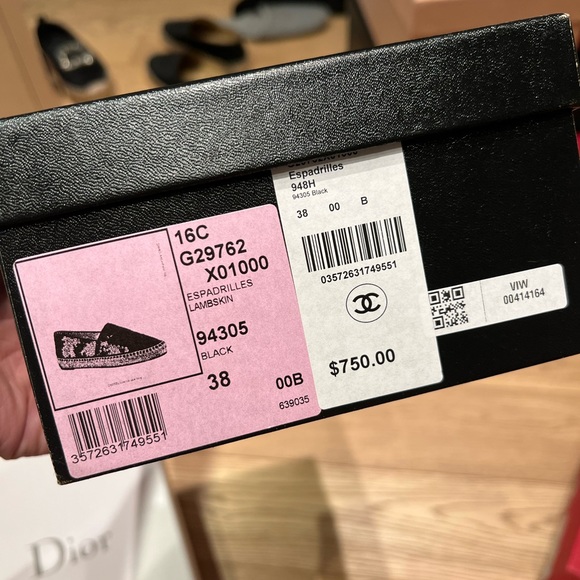 16C
G29762
X01000
ESPADRILLES
LAMBSKIN
94305
BLACK
38 00B
639035
3572631749551
Espadrilles
948H
94305 Black
38 00 B
03572631749551
$750.00
VIW
00414164
Dior